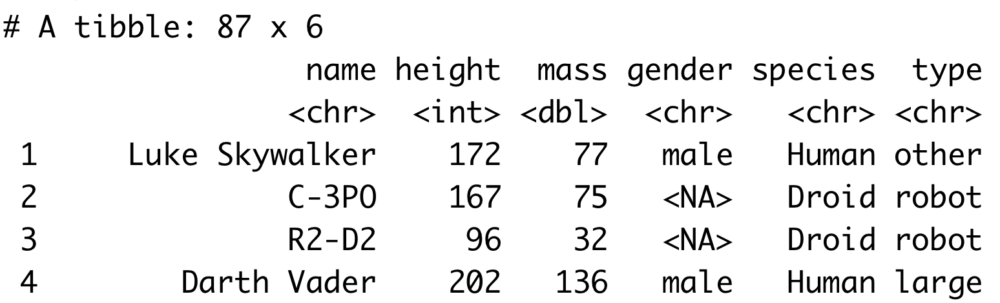 # A tibble: 87 x 6
name height mass gender species type
<chr> <int> <dbl> <chr> <chr> <chr>
1 Luke Skywalker 172 77 male Human other
2 C-3PO 167 75 <NA> Droid robot
3 R2-D2 96 32 <NA> Droid robot
4 Darth Vader 202 136 male Human large